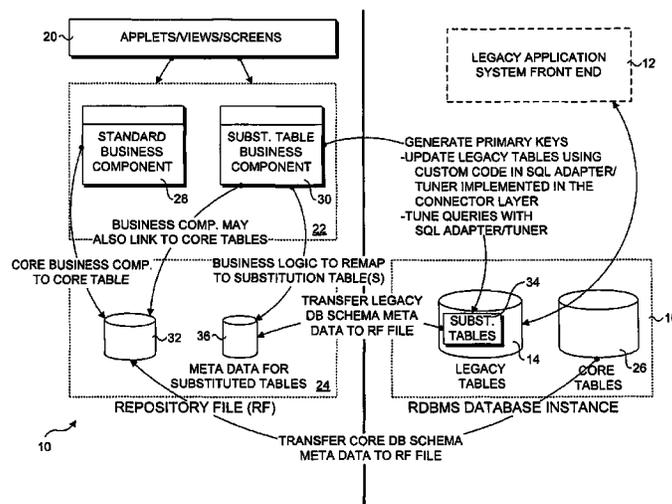 20
APPLETS/VIEWS/SCREENS
LEGACY APPLICATION
SYSTEM FRONT END
12
STANDARD
BUSINESS
COMPONENT
28
SUBST. TABLE
BUSINESS
COMPONENT
30
-GENERATE PRIMARY KEYS
-UPDATE LEGACY TABLES USING
CUSTOM CODE IN SQL ADAPTER/
TUNER IMPLEMENTED IN THE
CONNECTOR LAYER
-TUNE QUERIES WITH
SQL ADAPTER/TUNER
BUSINESS COMP. MAY
ALSO LINK TO CORE TABLES
22
CORE BUSINESS COMP.
TO CORE TABLE
BUSINESS LOGIC TO REMAP
TO SUBSTITUTION TABLE(S)
TRANSFER LEGACY
DB SCHEMA META
DATA TO RF FILE
32
36
META DATA FOR
SUBSTITUTED TABLES
24
34
SUBST.
TABLES
14
LEGACY
TABLES
26
CORE
TABLES
REPOSITORY FILE (RF)
RDBMS DATABASE INSTANCE
10
TRANSFER CORE DB SCHEMA
META DATA TO RF FILE